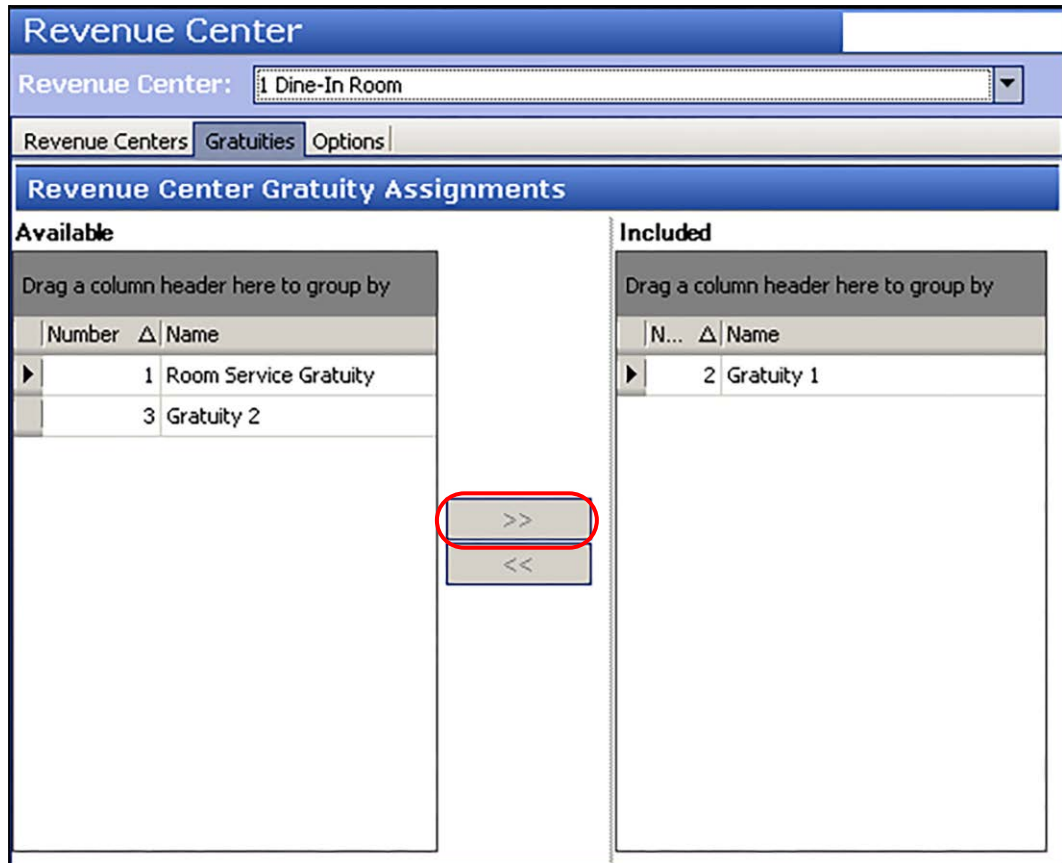 Revenue Center
Revenue Center: 1 Dine-In Room
Revenue Centers Gratuities Options
Revenue Center Gratuity Assignments
Available
Drag a column header here to group by
Number Name
1 Room Service Gratuity
3 Gratuity 2
>>
<<
Included
Drag a column header here to group by
N... Name
2 Gratuity 1